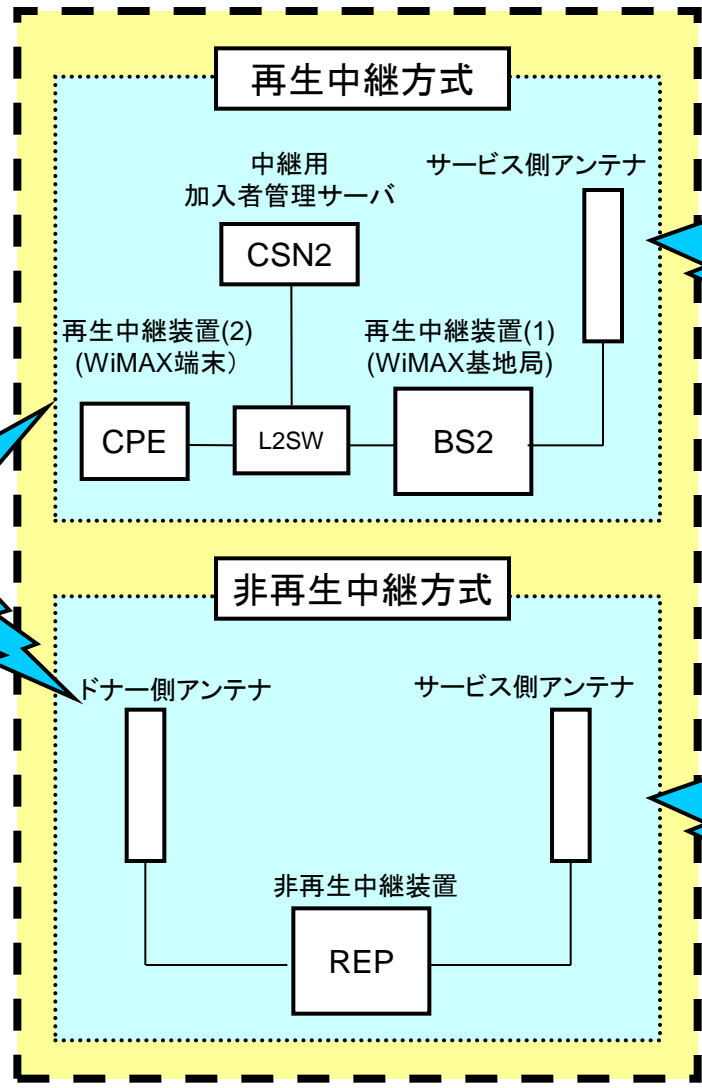 再生中継方式
中継用
加入者管理サーバ
サービス側アンテナ
CSN2
再生中継装置(2)
(WiMAX端末）
再生中継装置(1)
(WiMAX基地局)
CPE
L2SW
BS2
非再生中継方式
ドナー側アンテナ
サービス側アンテナ
非再生中継装置
REP